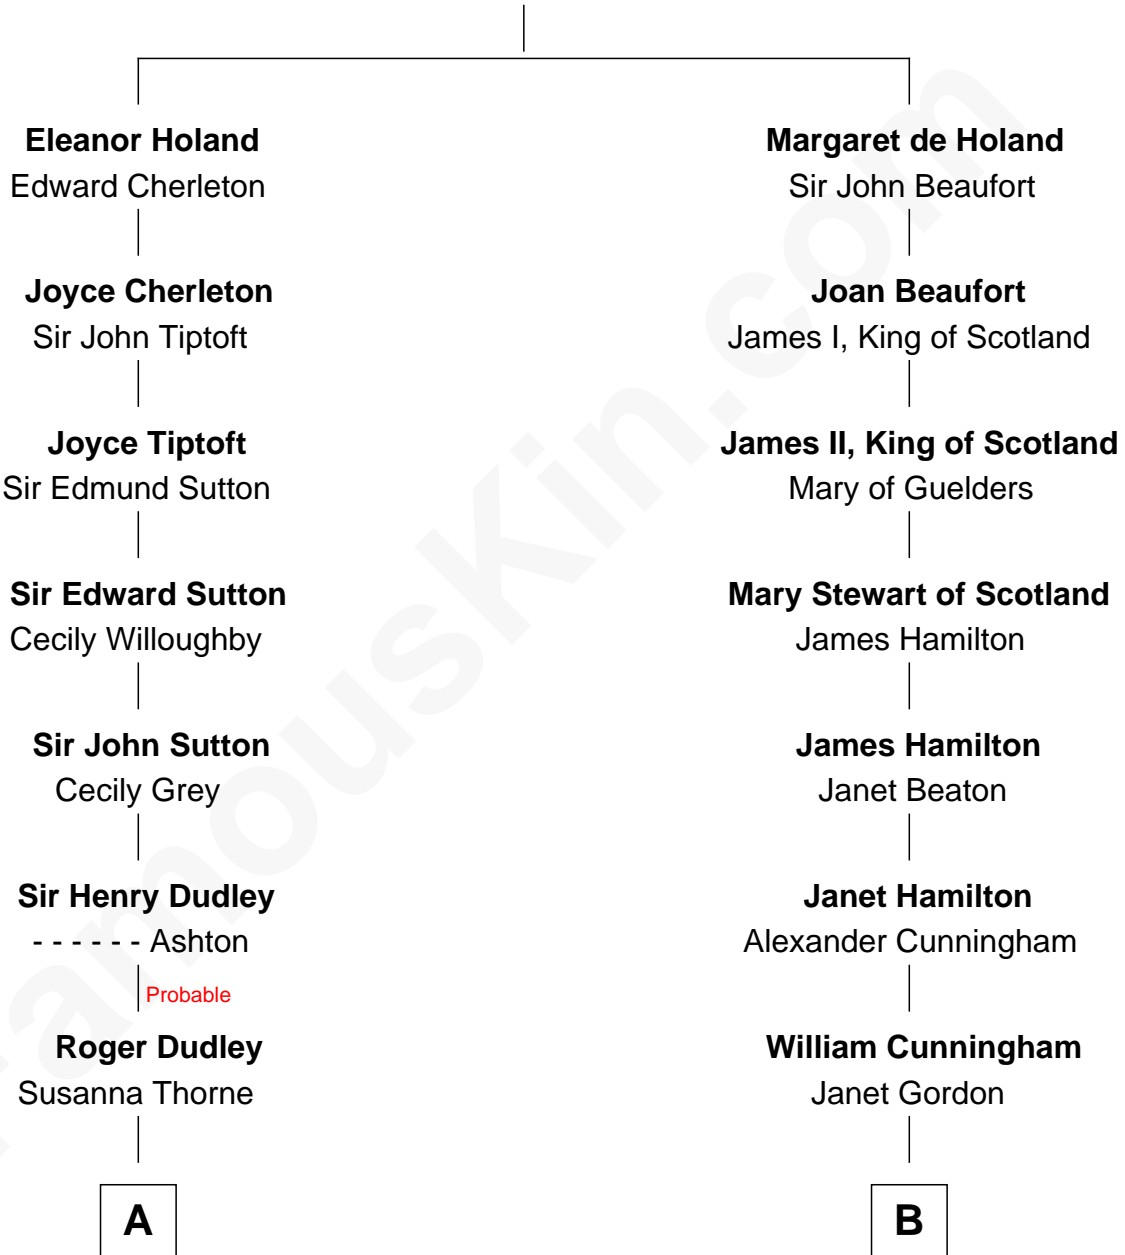 Eleanor Holand
Edward Cherleton
Joyce Cherleton
Sir John Tiptoft
Joyce Tiptoft
Sir Edmund Sutton
Sir Edward Sutton
Cecily Willoughby
Sir John Sutton
Cecily Grey
Sir Henry Dudley
- - - - - - Ashton
Probable
Roger Dudley
Susanna Thorne
A
Margaret de Holand
Sir John Beaufort
Joan Beaufort
James I, King of Scotland
James II, King of Scotland
Mary of Guelders
Mary Stewart of Scotland
James Hamilton
James Hamilton
Janet Beaton
Janet Hamilton
Alexander Cunningham
William Cunningham
Janet Gordon
B
FamousKin.com